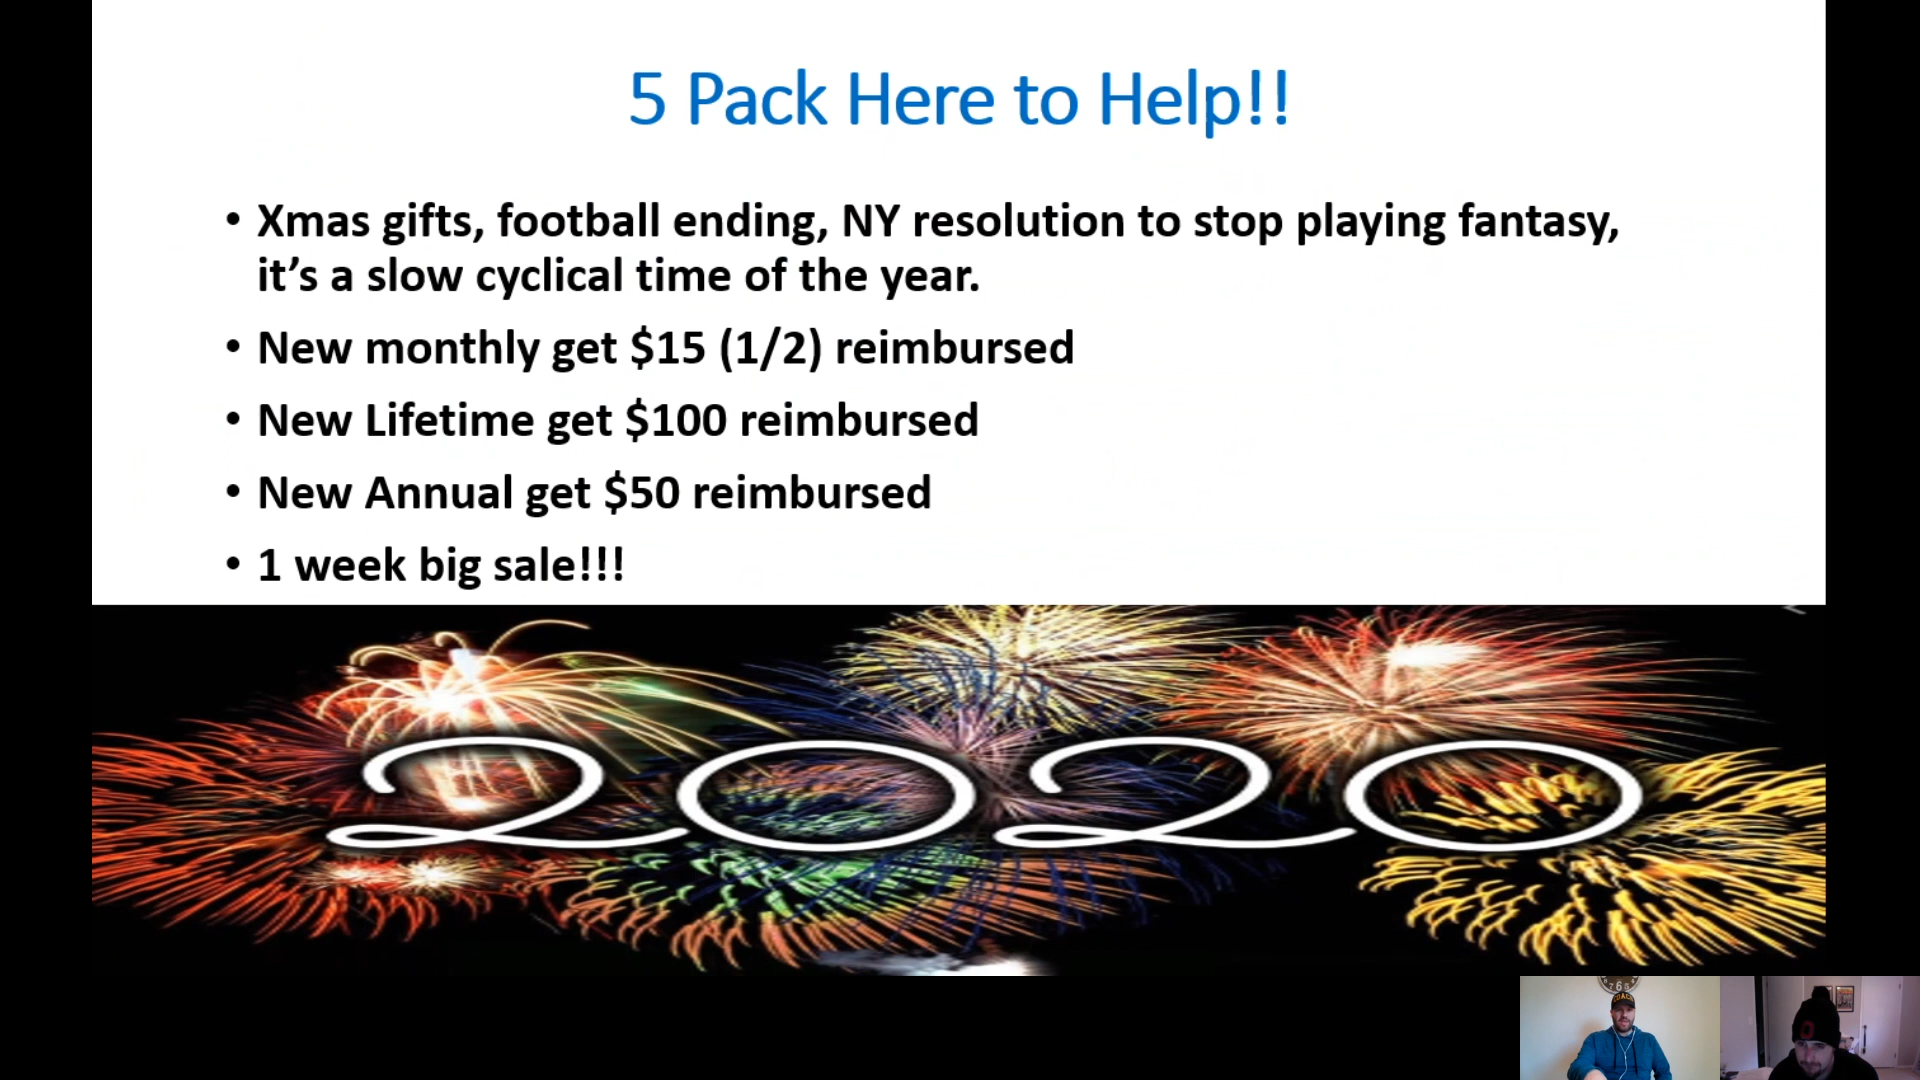 5 Pack Here to Help!!
• Xmas gifts, football ending, NY resolution to stop playing fantasy,
it’s a slow cyclical time of the year.
• New monthly get $15 (1/2) reimbursed
• New Lifetime get $100 reimbursed
• New Annual get $50 reimbursed
• 1 week big sale!!!
2020
COACH